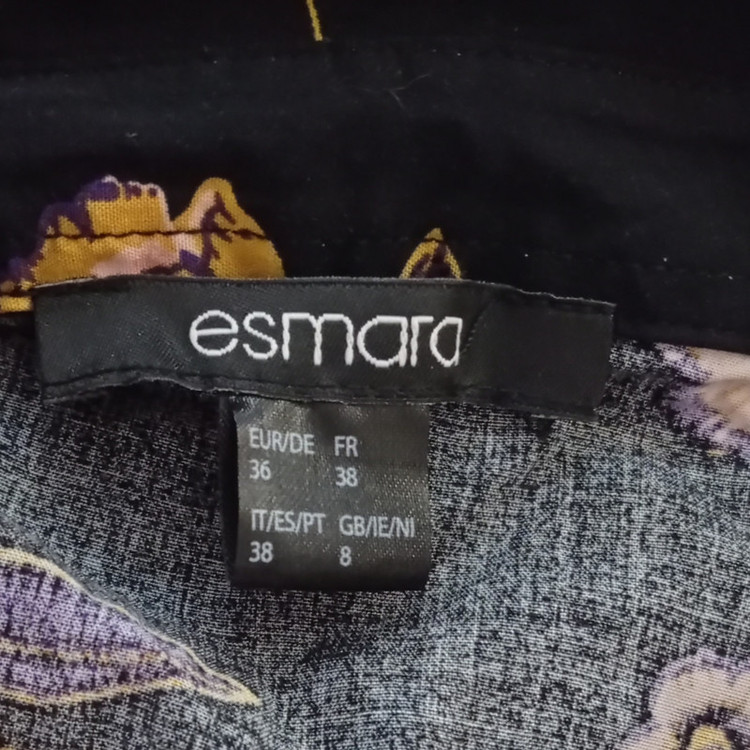 esmara
EUR/DE FR
36 38
IT/ES/PT GB/IE/NI
38 8